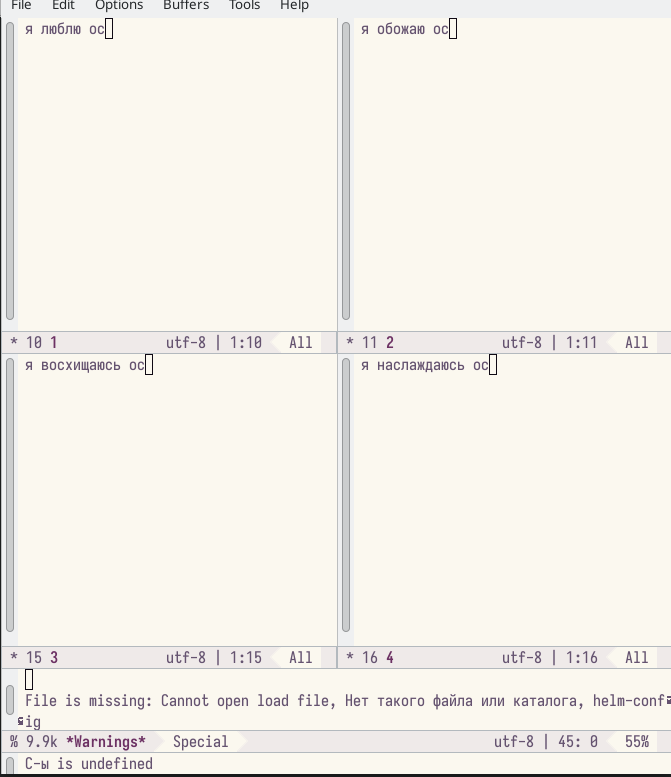 File Edit Options Buffers Tools Help
я люблю ос
я обожаю ос
* 10 1 utf-8 | 1:10 All
* 11 2 utf-8 | 1:11 All
я восхищаюсь ос
я наслаждаюсь ос
* 15 3 utf-8 | 1:15 All
* 16 4 utf-8 | 1:16 All
File is missing: Cannot open load file, Нет такого файла или каталога, helm-conf
ig
% 9.9k *Warnings* Special utf-8 | 45: 0 55%
C-ы is undefined